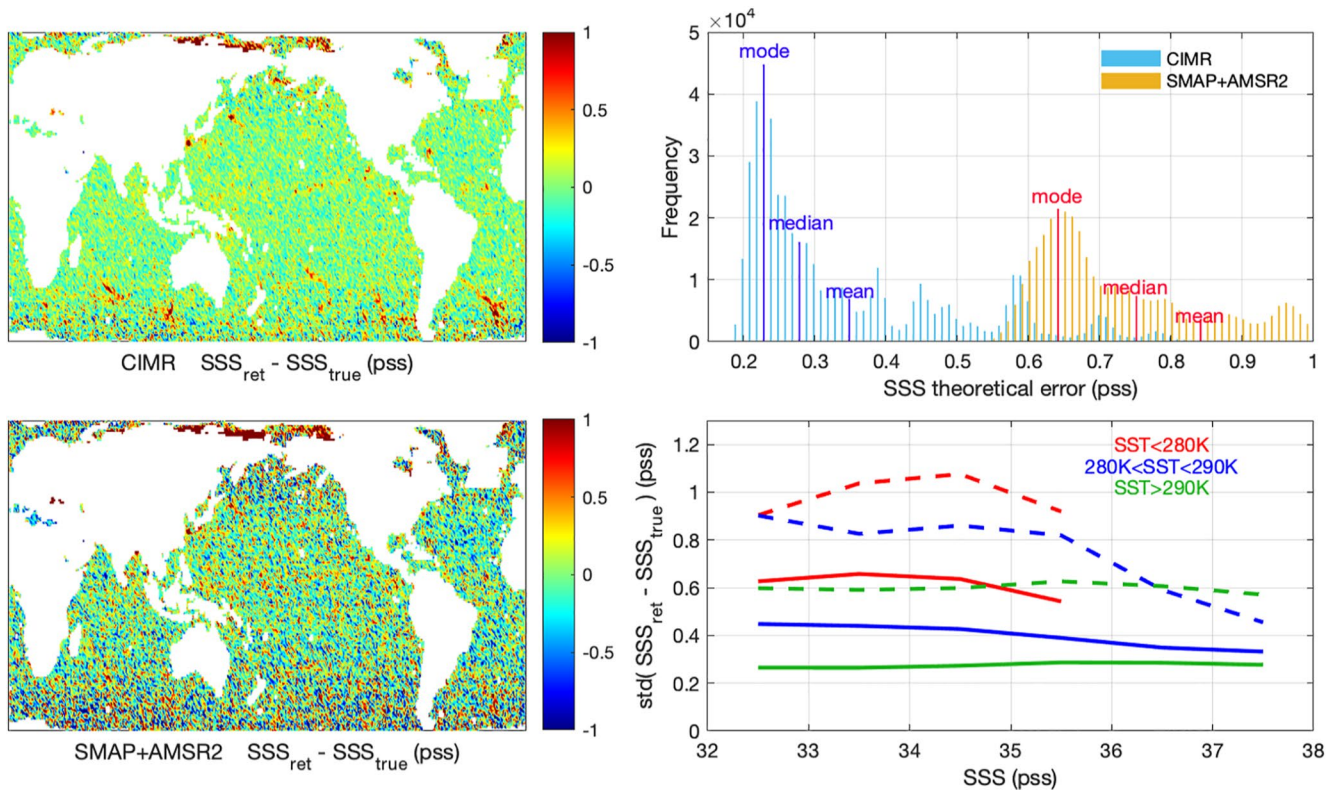 1
0.5
0
-0.5
-1
CIMR SSS_ret - SSS_true (pss)
×10^4
5
4
3
2
1
0
Frequency
mode
median
mean
mode
median
mean
CIMR
SMAP+AMSR2
0.2 0.3 0.4 0.5 0.6 0.7 0.8 0.9 1
SSS theoretical error (pss)
1
0.5
0
-0.5
-1
SMAP+AMSR2 SSS_ret - SSS_true (pss)
1.2
1
0.8
0.6
0.4
0.2
0
std( SSS_ret - SSS_true ) (pss)
SST<280K
280K<SST<290K
SST>290K
32 33 34 35 36 37 38
SSS (pss)